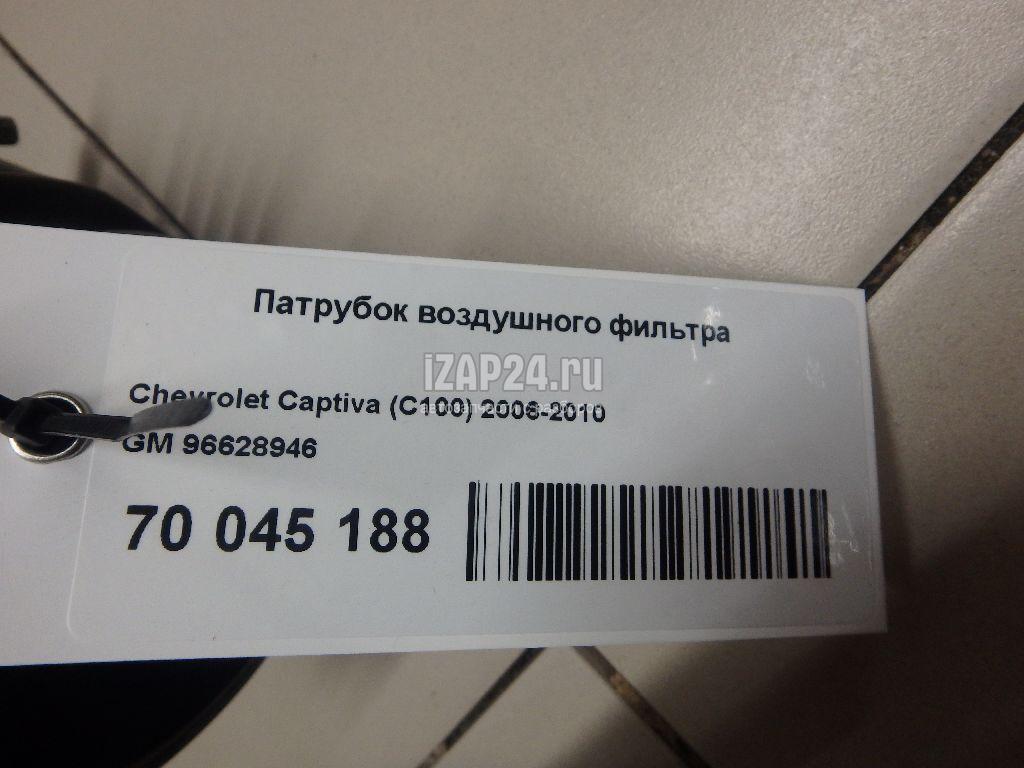 Патрубок воздушного фильтра
iZAP24.ru
Chevrolet Captiva (C100) 2006-2010
GM 96628946
70 045 188